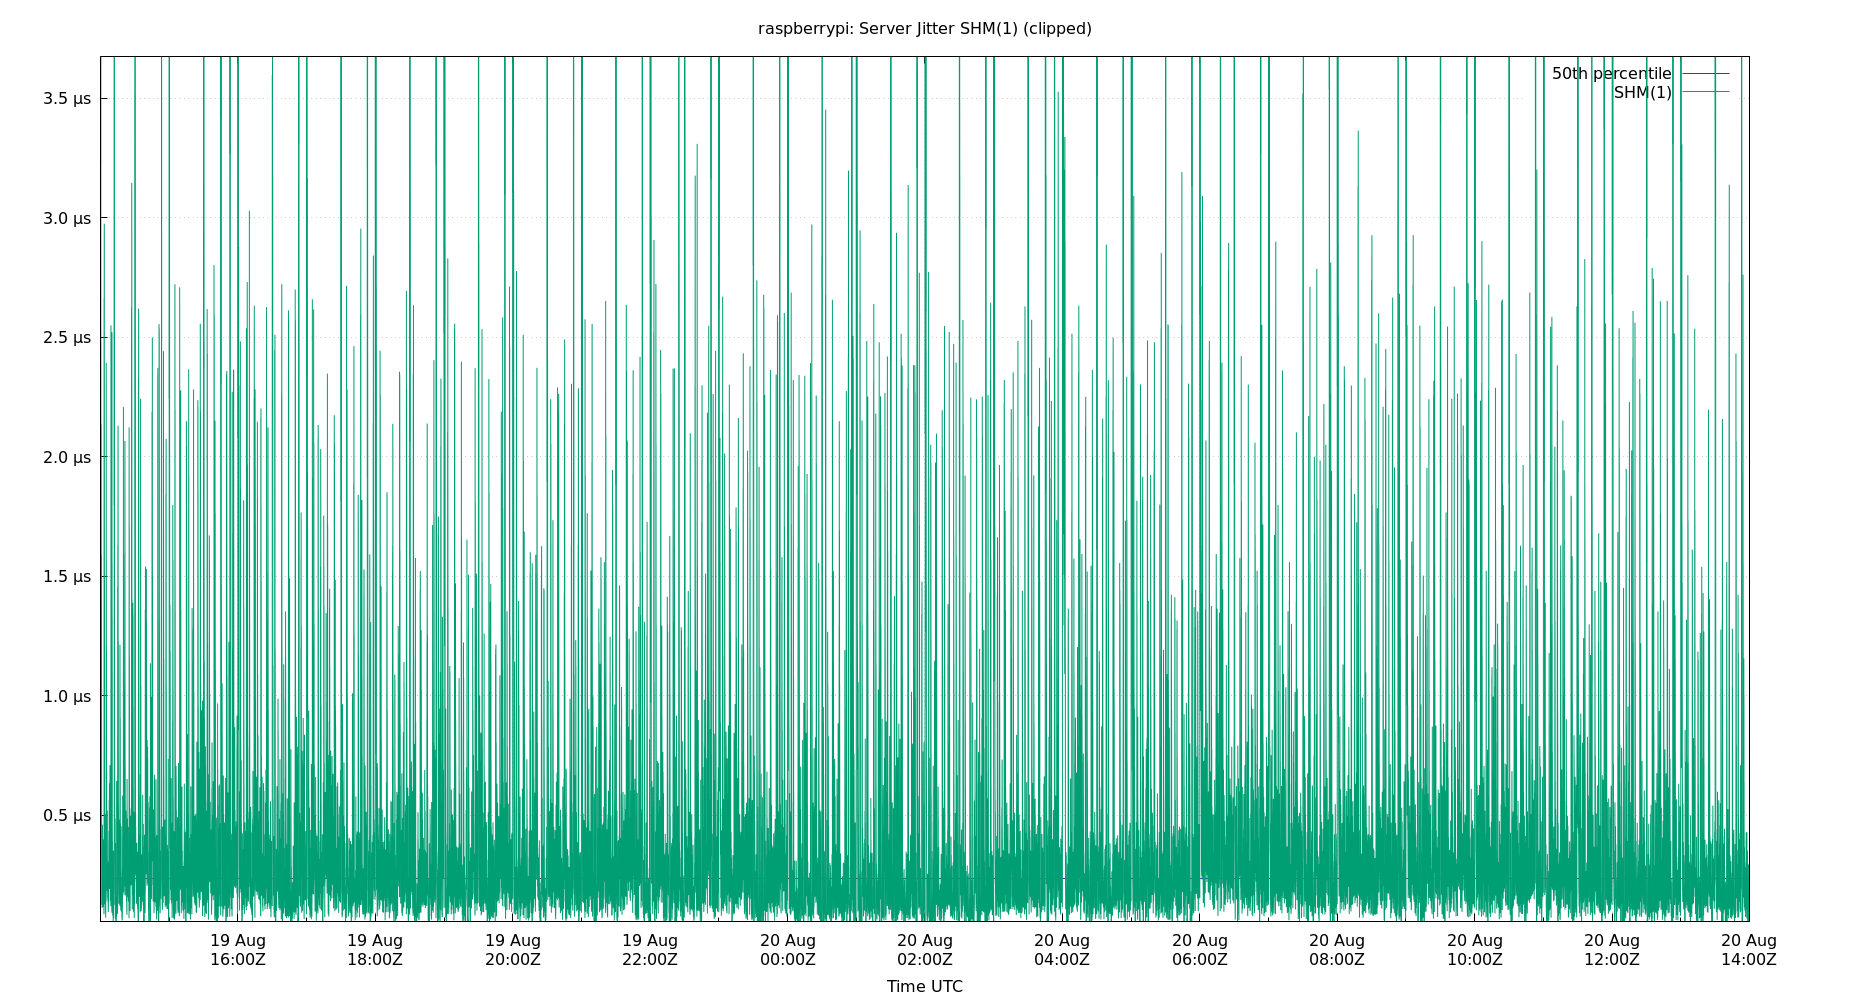 raspberrypi: Server Jitter SHM(1) (clipped)
50th percentile
SHM(1)
3.5 µs
3.0 µs
2.5 µs
2.0 µs
1.5 µs
1.0 µs
0.5 µs
19 Aug 19 Aug 19 Aug 19 Aug 20 Aug 20 Aug 20 Aug 20 Aug 20 Aug 20 Aug 20 Aug 20 Aug
16:00Z 18:00Z 20:00Z 22:00Z 00:00Z 02:00Z 04:00Z 06:00Z 08:00Z 10:00Z 12:00Z 14:00Z
Time UTC